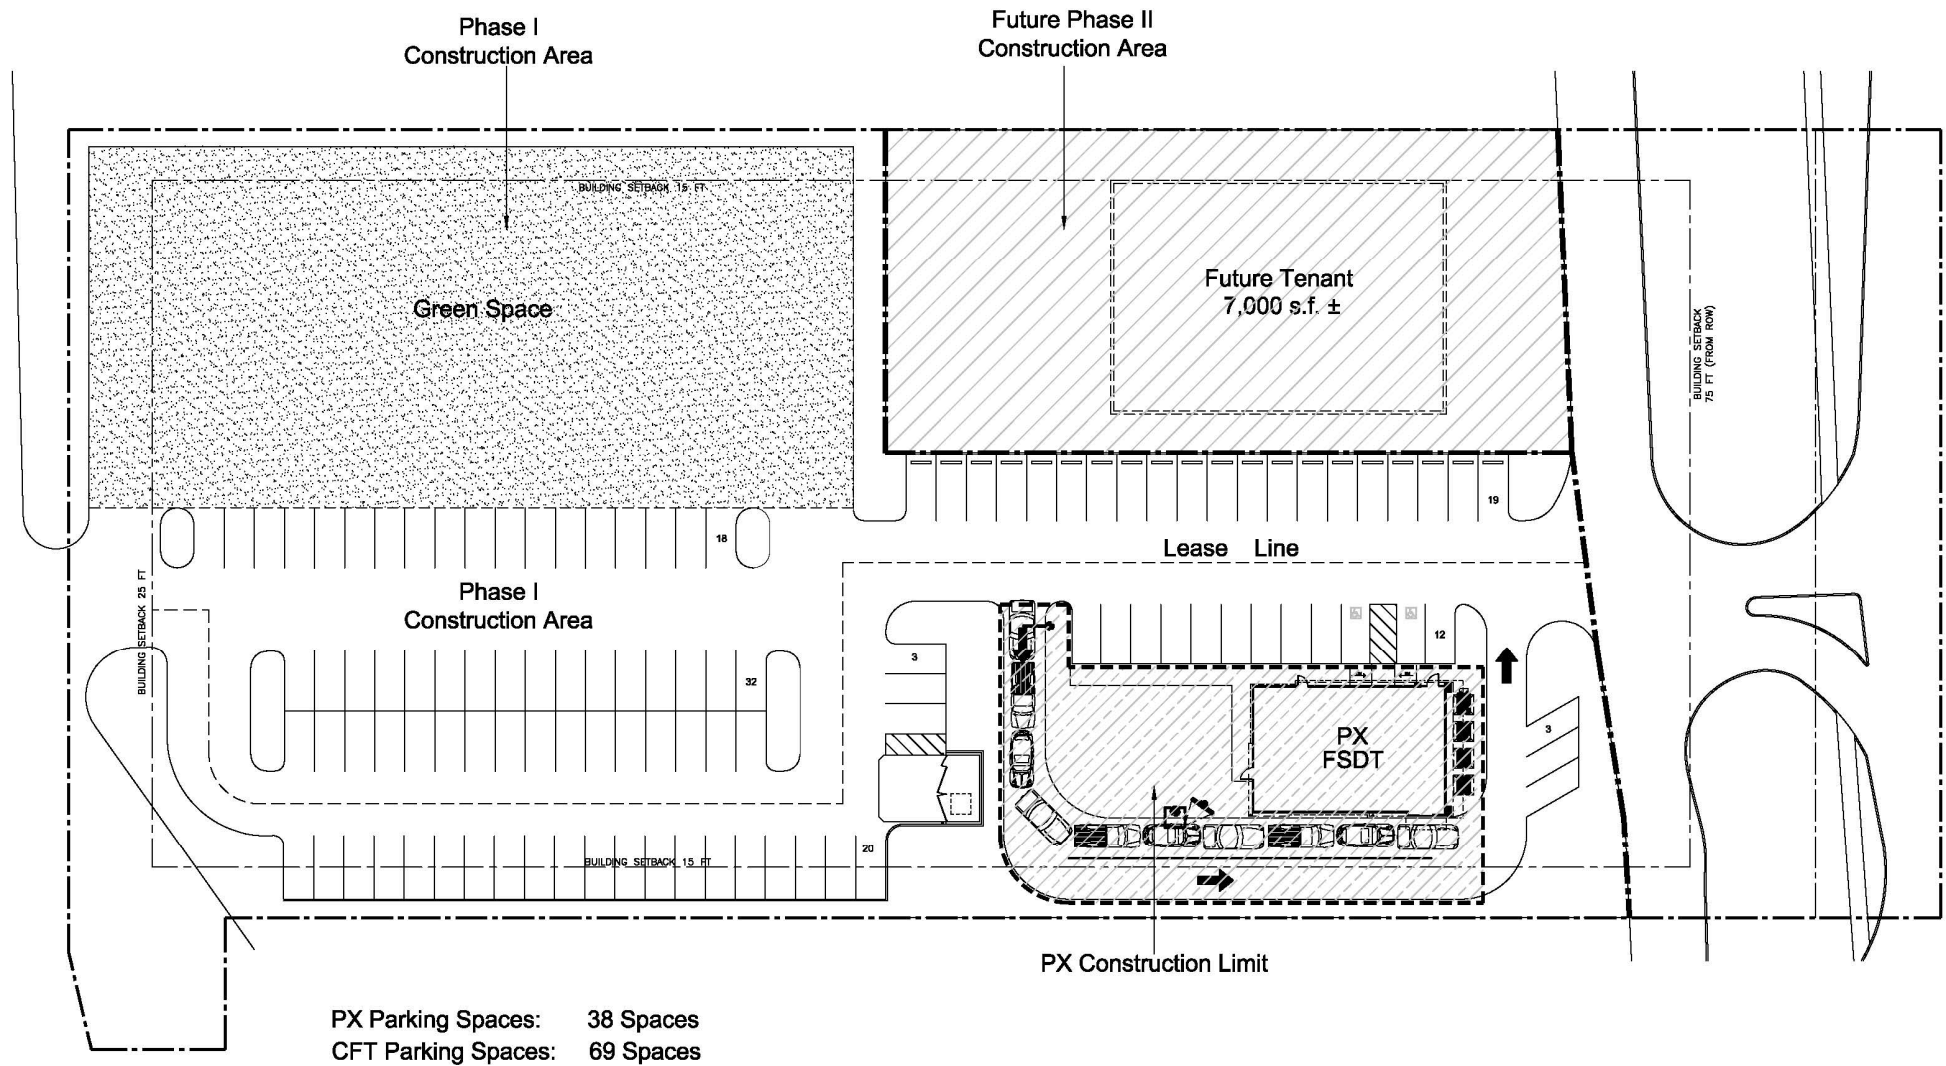 Phase I
Construction Area
Future Phase II
Construction Area
BUILDING SETBACK 15 FT
Green Space
Future Tenant
7,000 s.f. ±
BUILDING SETBACK
75 FT (FROM ROW)
19
18
Lease Line
BUILDING SETBACK 25 FT
Phase I
Construction Area
12
3
32
3
PX
FSDT
20
BUILDING SETBACK 15 FT
PX Construction Limit
PX Parking Spaces: 38 Spaces
CFT Parking Spaces: 69 Spaces